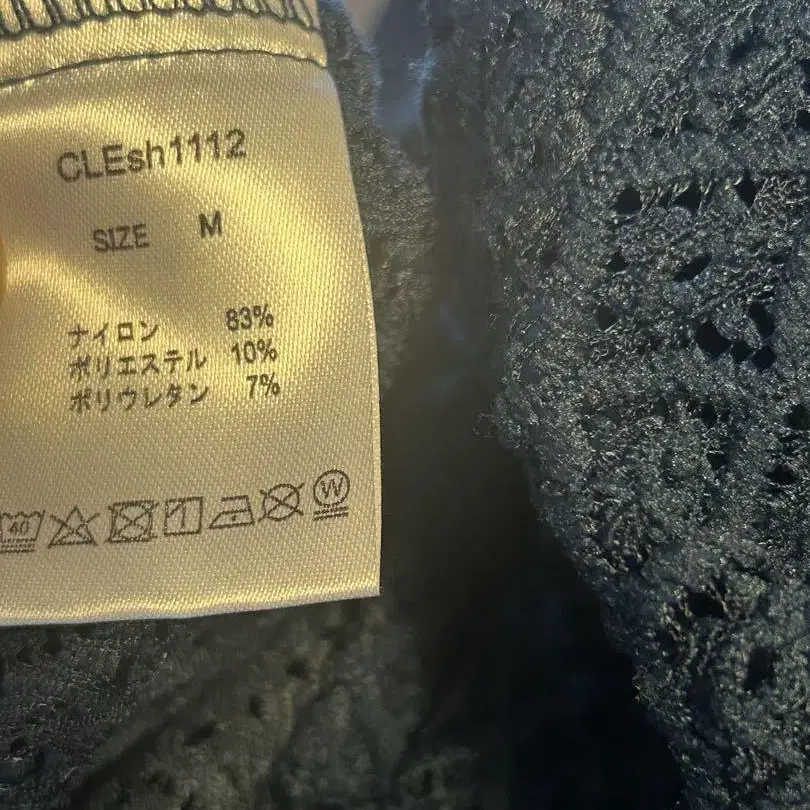 CLEsh1112
SIZE M
ナイロン 83%
ポリエステル 10%
ポリウレタン 7%
40 W